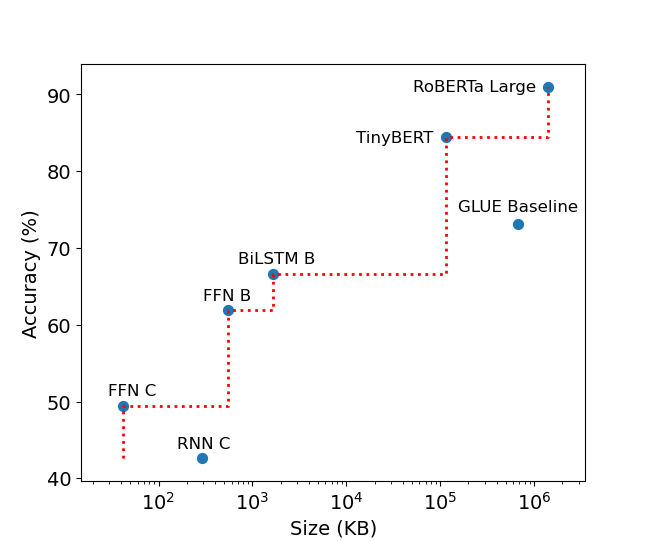 90
80
70
60
50
40
Accuracy (%)
RoBERTa Large
TinyBERT
GLUE Baseline
BiLSTM B
FFN B
FFN C
RNN C
10²
10³
10⁴
10⁵
10⁶
Size (KB)